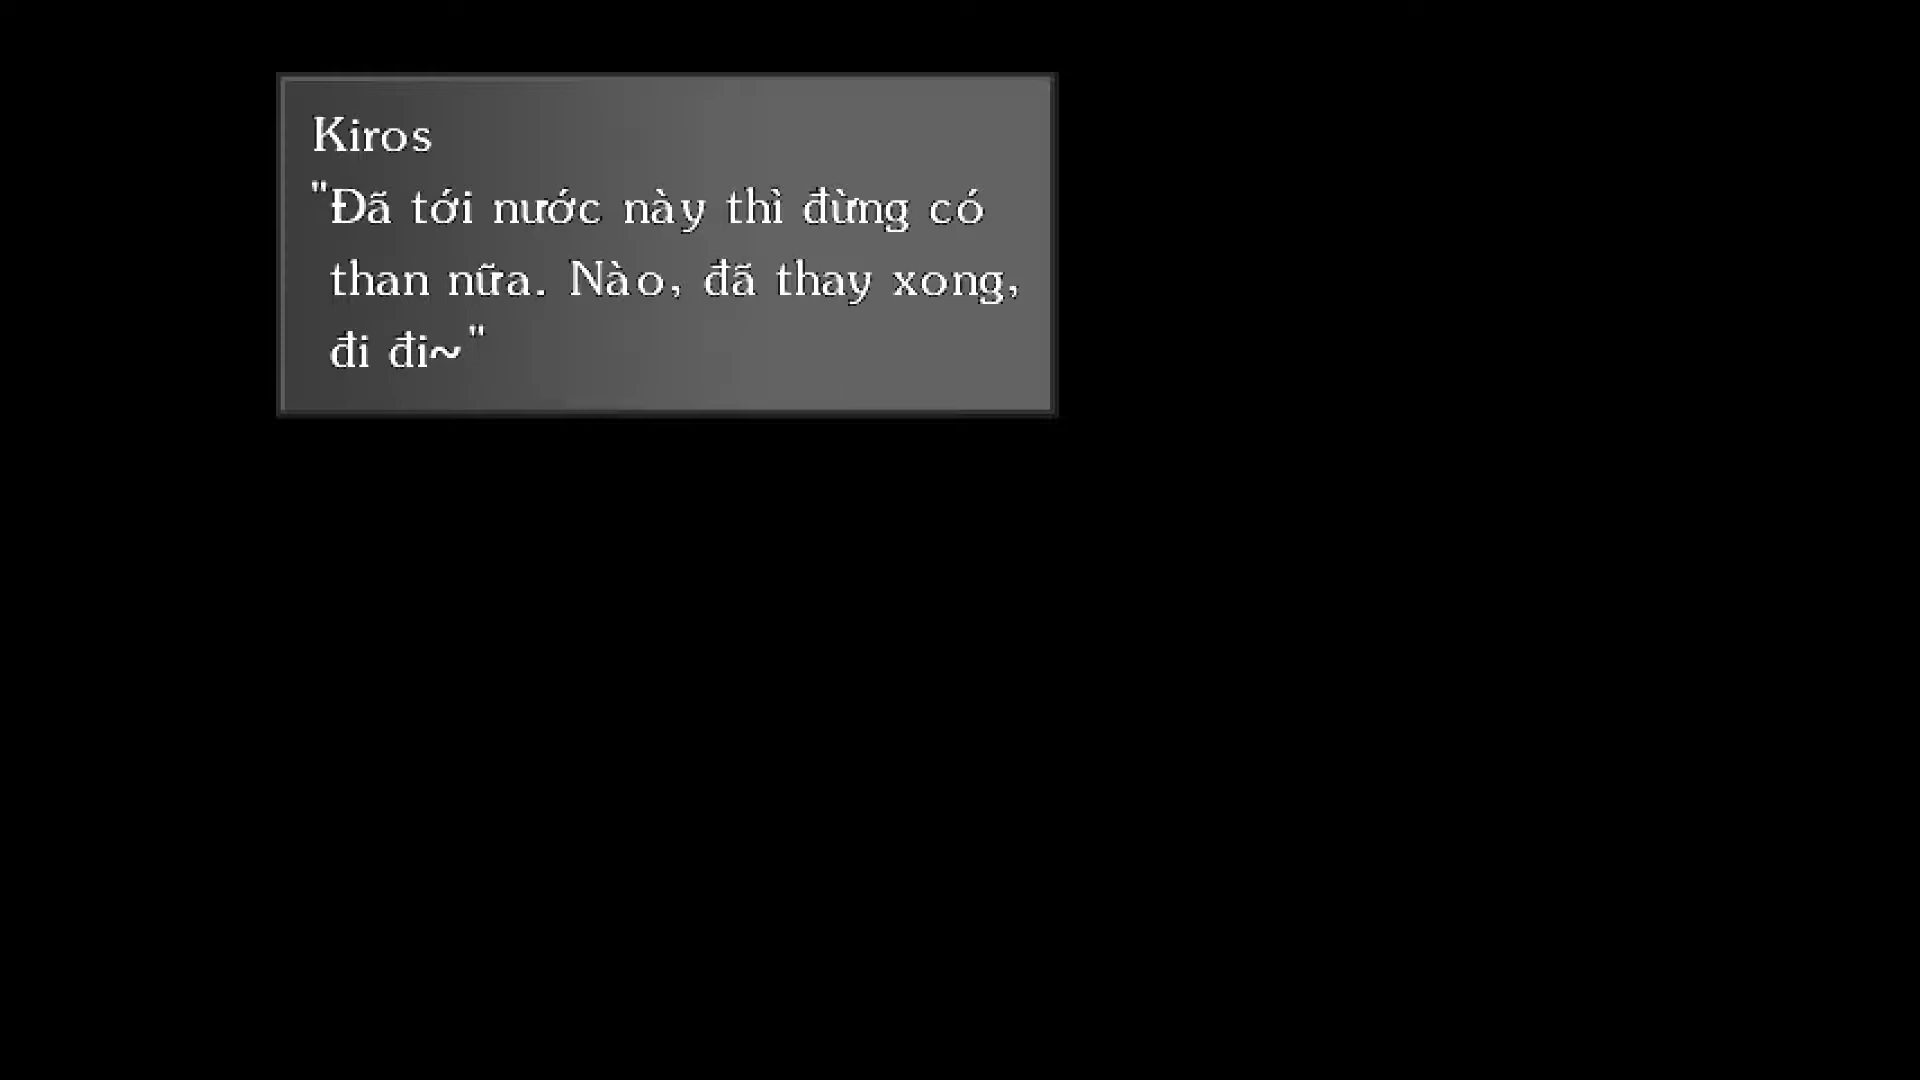 Kiros
"Đã tới nước này thì đừng có
than nữa. Nào, đã thay xong,
đi đi~"